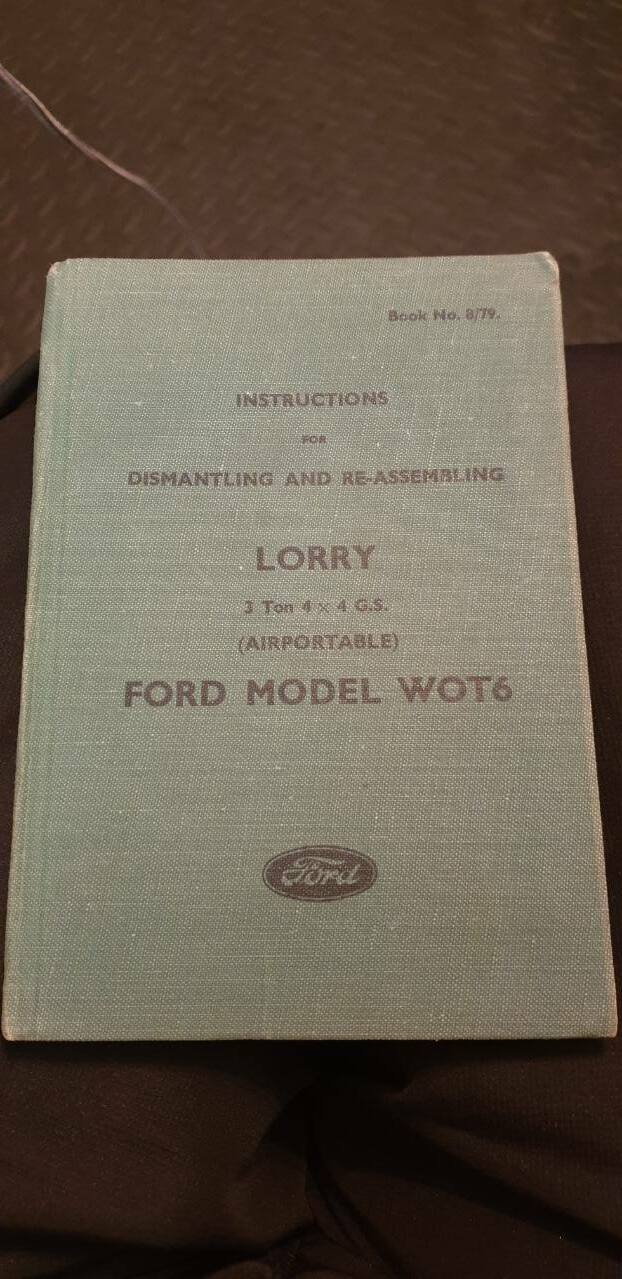 Book No. 8/79.
INSTRUCTIONS
FOR
DISMANTLING AND RE-ASSEMBLING
LORRY
3 Ton 4 × 4 G.S.
(AIRPORTABLE)
FORD MODEL WOT6
Ford